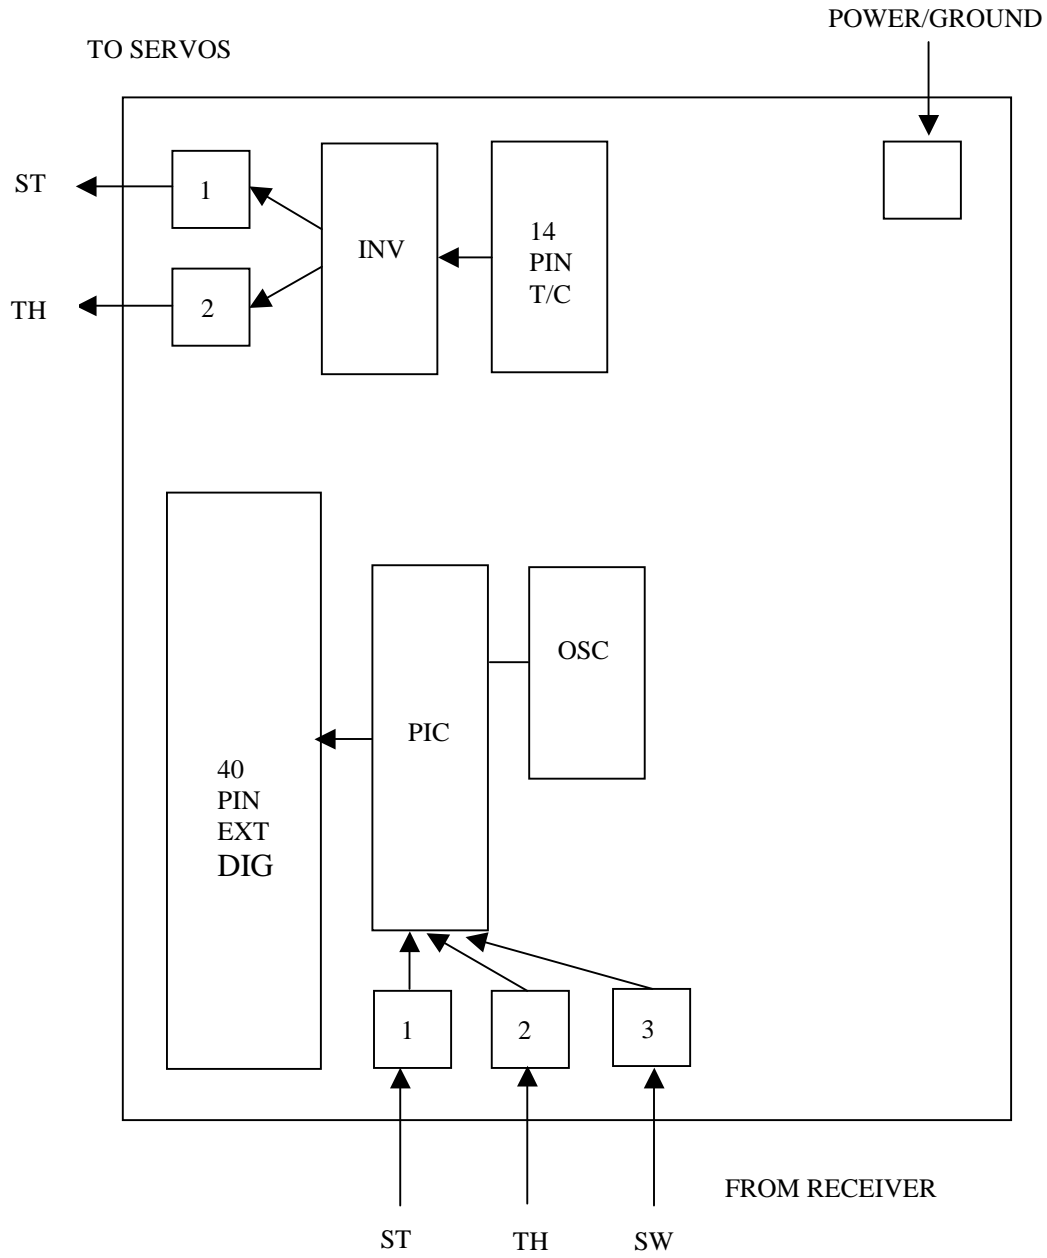 POWER/GROUND
TO SERVOS
ST
1
INV
14
PIN
T/C
TH
2
OSC
PIC
40
PIN
EXT
DIG
1
2
3
FROM RECEIVER
ST
TH
SW